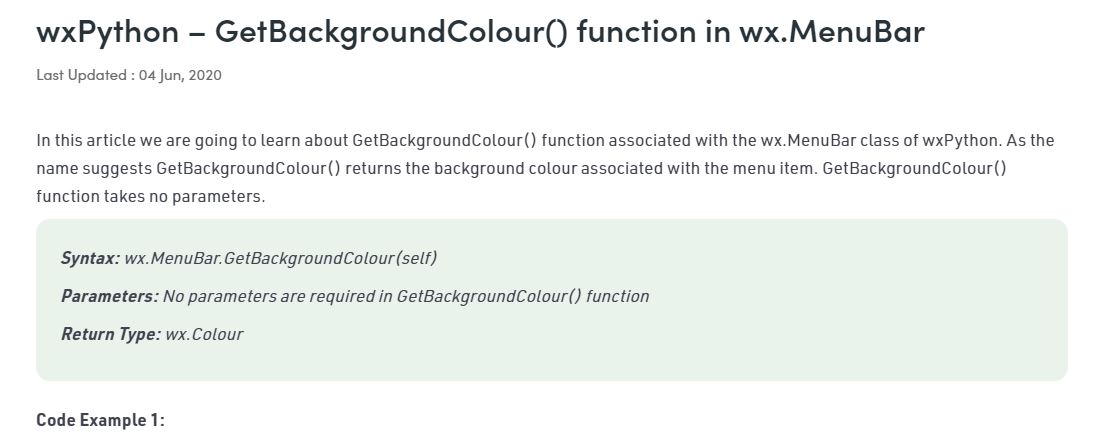 wxPython – GetBackgroundColour() function in wx.MenuBar
Last Updated : 04 Jun, 2020
In this article we are going to learn about GetBackgroundColour() function associated with the wx.MenuBar class of wxPython. As the
name suggests GetBackgroundColour() returns the background colour associated with the menu item. GetBackgroundColour()
function takes no parameters.
Syntax: wx.MenuBar.GetBackgroundColour(self)
Parameters: No parameters are required in GetBackgroundColour() function
Return Type: wx.Colour
Code Example 1: